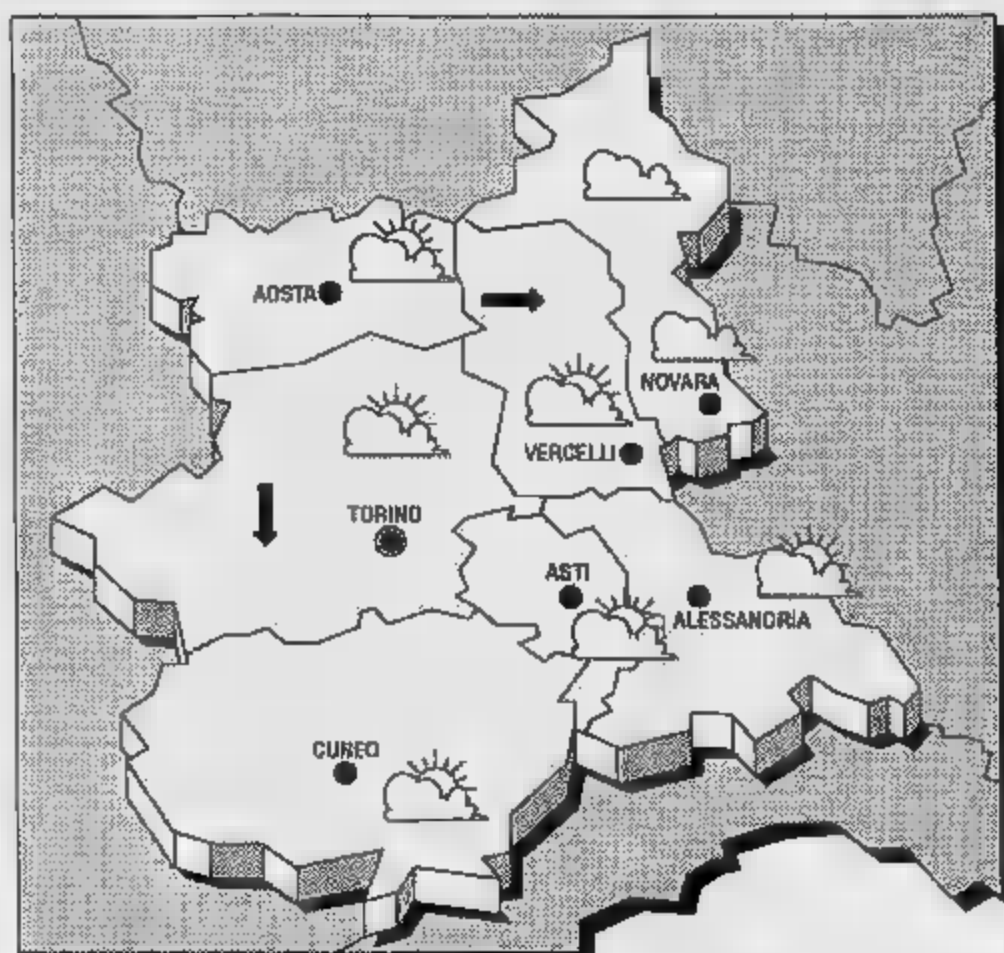 AOSTA
NOVARA
VERCELLI
TORINO
ASTI
ALESSANDRIA
CUNEO